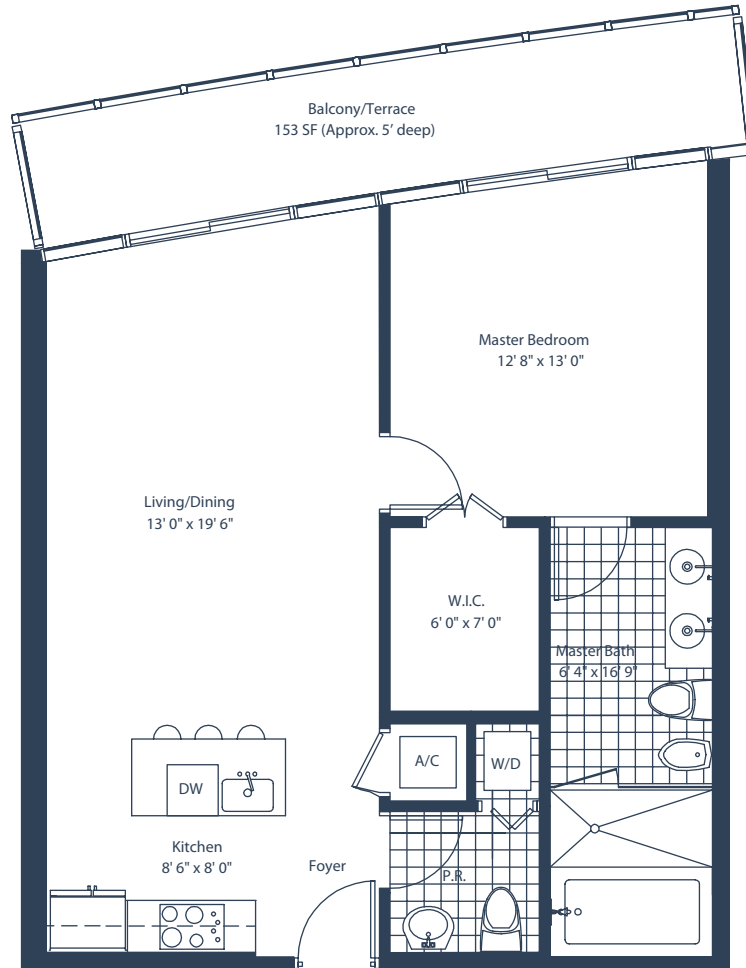 Balcony/Terrace
153 SF (Approx. 5’ deep)
Master Bedroom
12' 8" x 13' 0"
Living/Dining
13' 0" x 19' 6"
W.I.C.
6' 0" x 7' 0"
Master Bath
6' 4" x 16' 9"
A/C
W/D
DW
Kitchen
8' 6" x 8' 0"
Foyer
P.R.